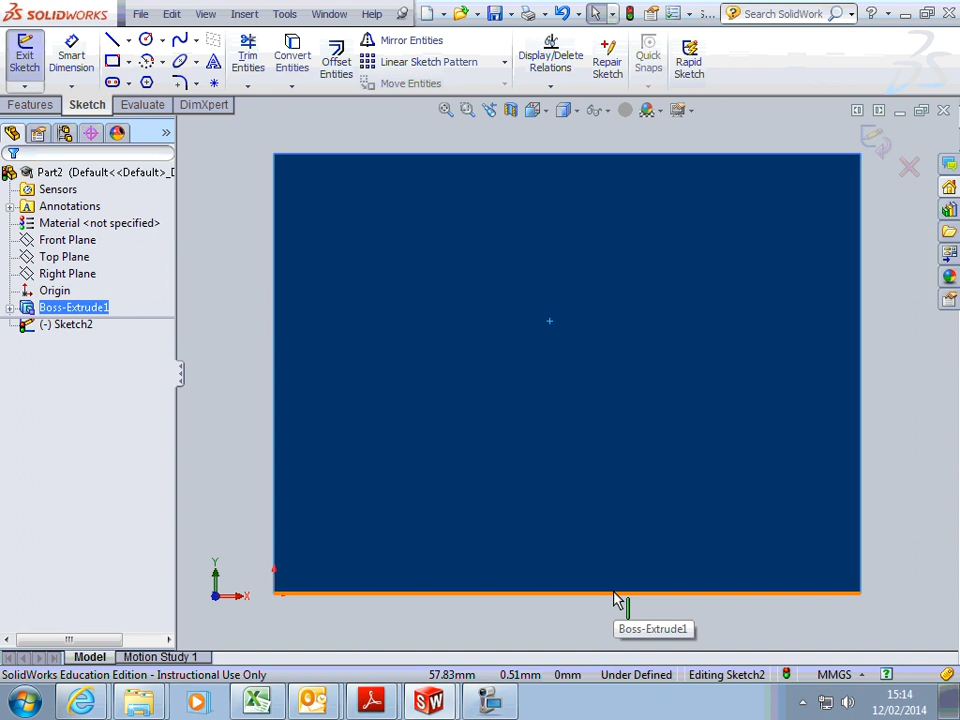 SOLIDWORKS File Edit View Insert Tools Window Help S... Search SolidWork
Exit Sketch
Smart Dimension
Trim Entities
Convert Entities
Offset Entities
Mirror Entities
Linear Sketch Pattern
Move Entities
Display/Delete Relations
Repair Sketch
Quick Snaps
Rapid Sketch
Features Sketch Evaluate DimXpert
Part2 (Default<<Default>_D
Sensors
Annotations
Material <not specified>
Front Plane
Top Plane
Right Plane
Origin
Boss-Extrude1
(-) Sketch2
Y
X
Boss-Extrude1
Model Motion Study 1
SolidWorks Education Edition - Instructional Use Only 57.83mm 0.51mm 0mm Under Defined Editing Sketch2 MMGS
15:14
12/02/2014